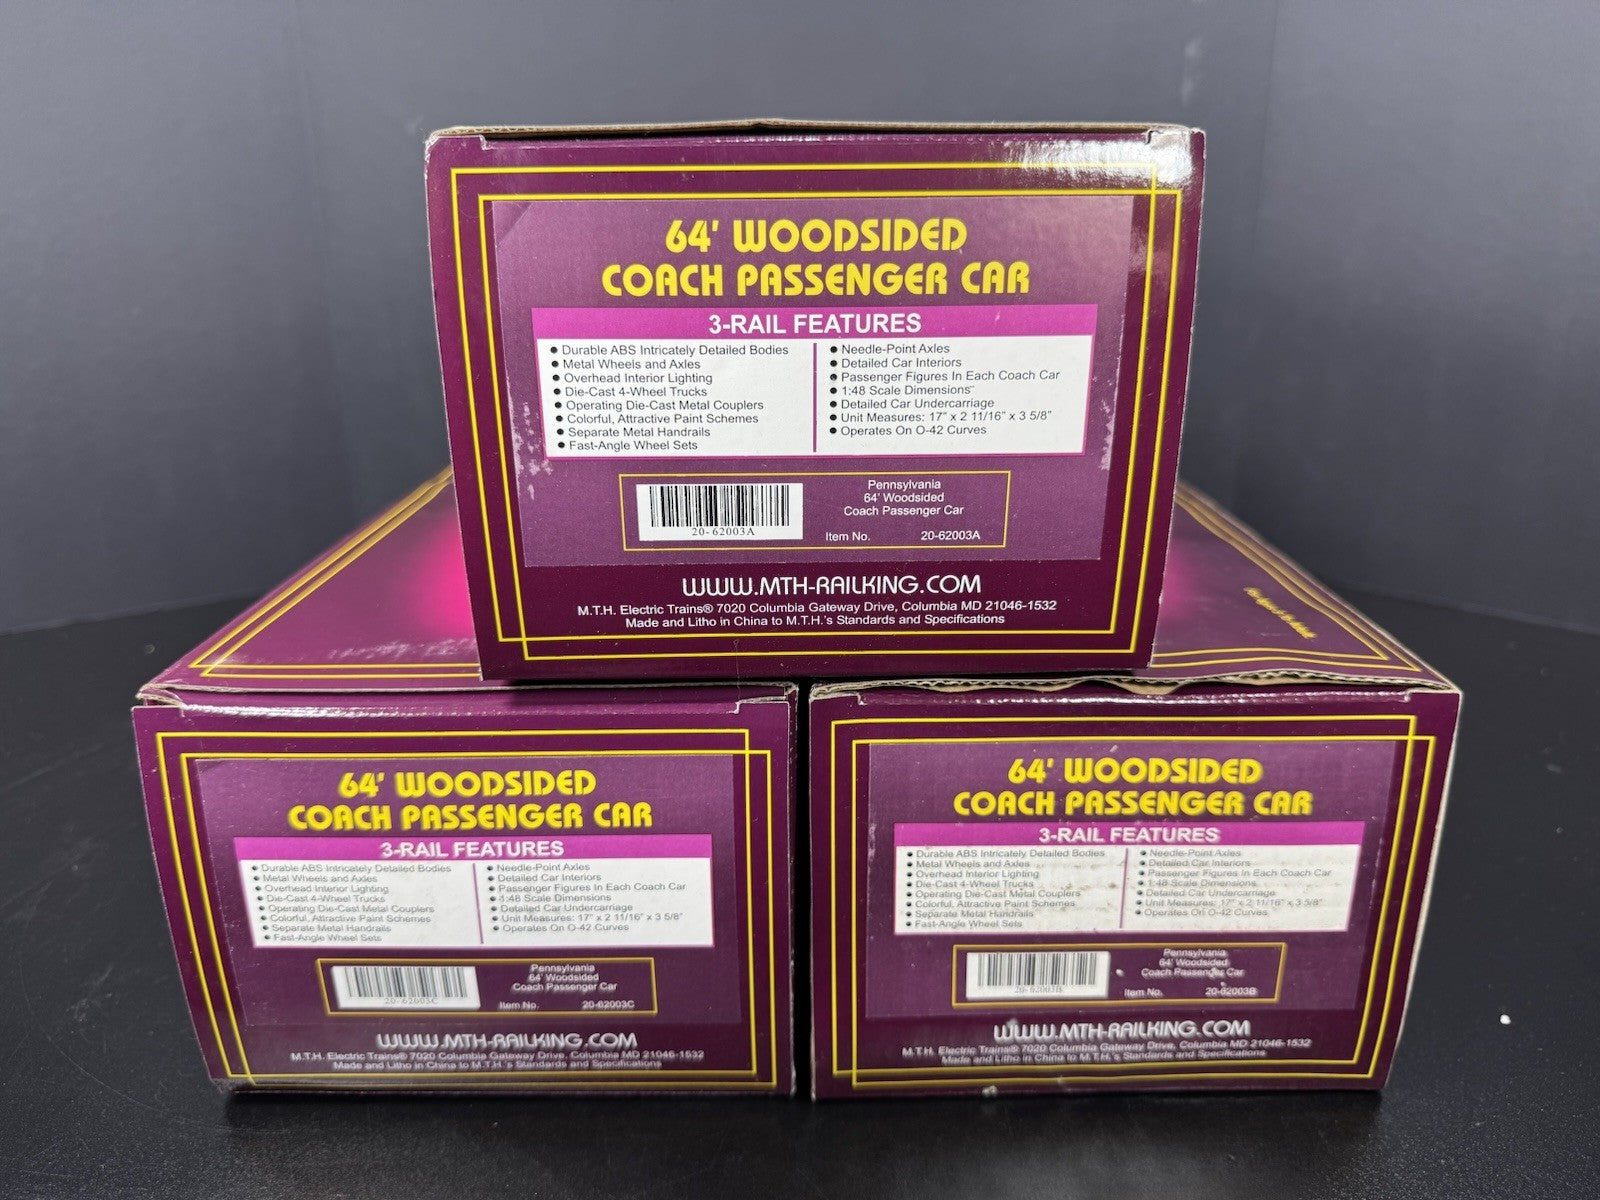 64' WOODSIDED
COACH PASSENGER CAR
3-RAIL FEATURES
● Durable ABS Intricately Detailed Bodies
● Metal Wheels and Axles
● Overhead Interior Lighting
● Die-Cast 4-Wheel Trucks
● Operating Die-Cast Metal Couplers
● Colorful, Attractive Paint Schemes
● Separate Metal Handrails
● Fast-Angle Wheel Sets
● Needle-Point Axles
● Detailed Car Interiors
● Passenger Figures In Each Coach Car
● 1:48 Scale Dimensions
● Detailed Car Undercarriage
● Unit Measures: 17" x 2 11/16" x 3 5/8"
● Operates On O-42 Curves
20-62003A
Pennsylvania
64' Woodsided
Coach Passenger Car
Item No. 20-62003A
WWW.MTH-RAILKING.COM
M.T.H. Electric Trains® 7020 Columbia Gateway Drive, Columbia MD 21046-1532
Made and Litho in China to M.T.H.'s Standards and Specifications
64' WOODSIDED
COACH PASSENGER CAR
3-RAIL FEATURES
● Durable ABS Intricately Detailed Bodies
● Metal Wheels and Axles
● Overhead Interior Lighting
● Die-Cast 4-Wheel Trucks
● Operating Die-Cast Metal Couplers
● Colorful, Attractive Paint Schemes
● Separate Metal Handrails
● Fast-Angle Wheel Sets
● Needle-Point Axles
● Detailed Car Interiors
● Passenger Figures In Each Coach Car
● 1:48 Scale Dimensions
● Detailed Car Undercarriage
● Unit Measures: 17" x 2 11/16" x 3 5/8"
● Operates On O-42 Curves
20-62003C
Pennsylvania
64' Woodsided
Coach Passenger Car
Item No. 20-62003C
WWW.MTH-RAILKING.COM
M.T.H. Electric Trains® 7020 Columbia Gateway Drive, Columbia MD 21046-1532
Made and Litho in China to M.T.H.'s Standards and Specifications
64' WOODSIDED
COACH PASSENGER CAR
3-RAIL FEATURES
● Durable ABS Intricately Detailed Bodies
● Metal Wheels and Axles
● Overhead Interior Lighting
● Die-Cast 4-Wheel Trucks
● Operating Die-Cast Metal Couplers
● Colorful, Attractive Paint Schemes
● Separate Metal Handrails
● Fast-Angle Wheel Sets
● Needle-Point Axles
● Detailed Car Interiors
● Passenger Figures In Each Coach Car
● 1:48 Scale Dimensions
● Detailed Car Undercarriage
● Unit Measures: 17" x 2 11/16" x 3 5/8"
● Operates On O-42 Curves
20-62003B
Pennsylvania
64' Woodsided
Coach Passenger Car
Item No. 20-62003B
WWW.MTH-RAILKING.COM
M.T.H. Electric Trains® 7020 Columbia Gateway Drive, Columbia MD 21046-1532
Made and Litho in China to M.T.H.'s Standards and Specifications